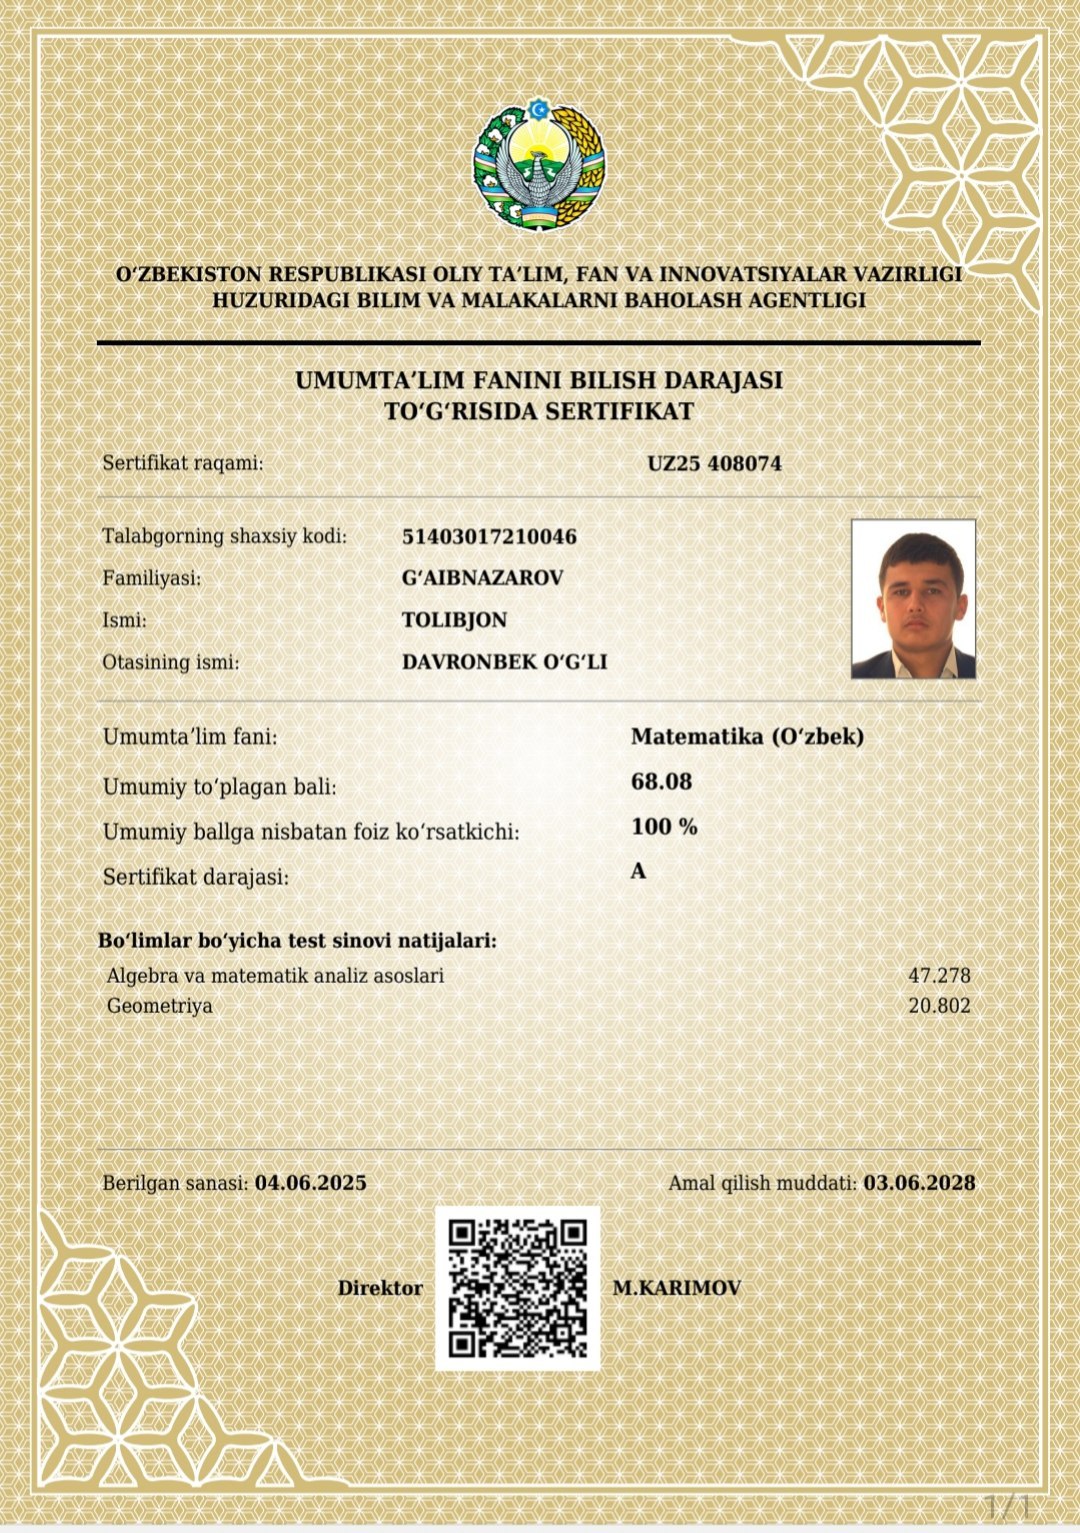 O‘ZBEKISTON RESPUBLIKASI OLIY TA’LIM, FAN VA INNOVATSIYALAR VAZIRLIGI
HUZURIDAGI BILIM VA MALAKALARNI BAHOLASH AGENTLIGI
UMUMTA’LIM FANINI BILISH DARAJASI
TO‘G‘RISIDA SERTIFIKAT
Sertifikat raqami: UZ25 408074
Talabgorning shaxsiy kodi: 51403017210046
Familiyasi: G‘AIBNAZAROV
Ismi: TOLIBJON
Otasining ismi: DAVRONBEK O‘G‘LI
Umumta’lim fani: Matematika (O‘zbek)
Umumiy to‘plagan bali: 68.08
Umumiy ballga nisbatan foiz ko‘rsatkichi: 100 %
Sertifikat darajasi: A
Bo‘limlar bo‘yicha test sinovi natijalari:
Algebra va matematik analiz asoslari 47.278
Geometriya 20.802
Berilgan sanasi: 04.06.2025 Amal qilish muddati: 03.06.2028
Direktor M.KARIMOV
1/1